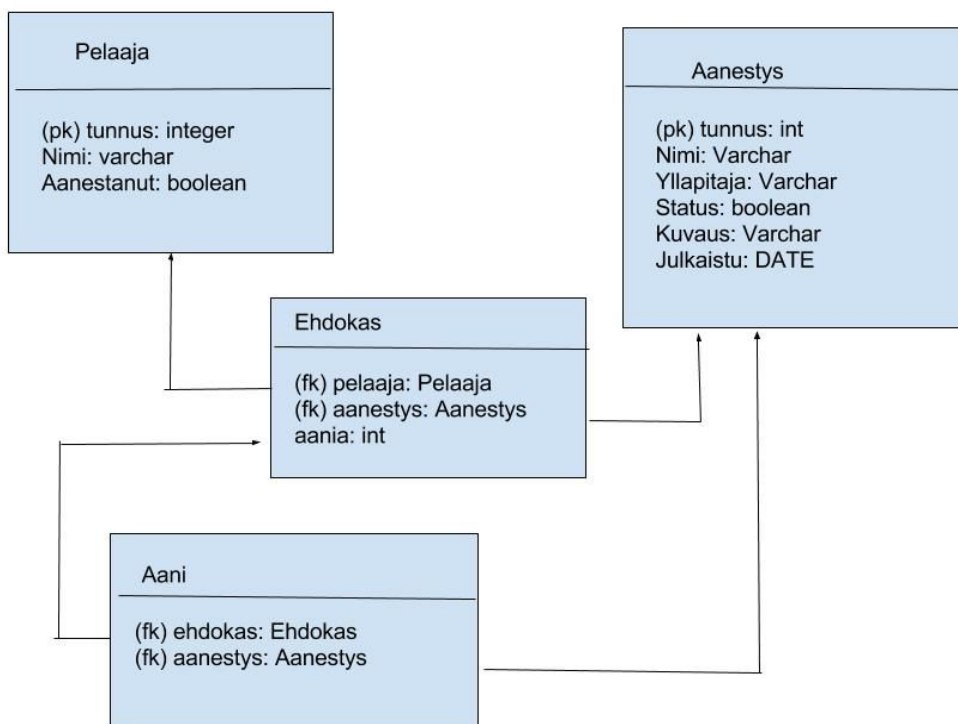 Pelaaja
(pk) tunnus: integer
Nimi: varchar
Aanestanut: boolean
Aanestys
(pk) tunnus: int
Nimi: Varchar
Yllapitaja: Varchar
Status: boolean
Kuvaus: Varchar
Julkaistu: DATE
Ehdokas
(fk) pelaaja: Pelaaja
(fk) aanestys: Aanestys
aania: int
Aani
(fk) ehdokas: Ehdokas
(fk) aanestys: Aanestys